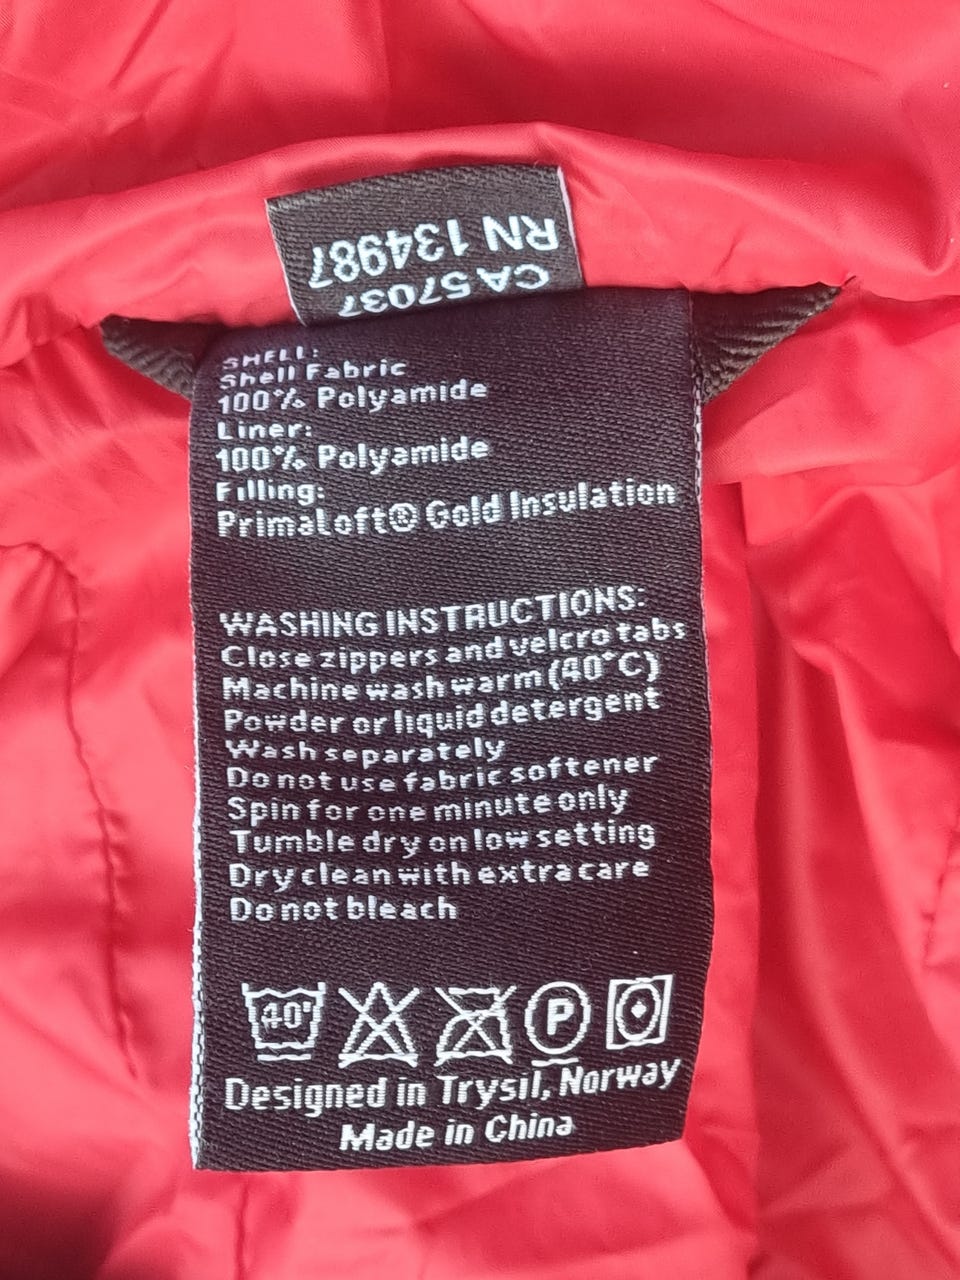 RN 134987
CA 57037
SHELL:
Shell Fabric
100% Polyamide
Liner:
100% Polyamide
Filling:
PrimaLoft® Gold Insulation
WASHING INSTRUCTIONS:
Close zippers and velcro tabs
Machine wash warm (40°C)
Powder or liquid detergent
Wash separately
Do not use fabric softener
Spin for one minute only
Tumble dry on low setting
Dry clean with extra care
Do not bleach
40° P
Designed in Trysil, Norway
Made in China